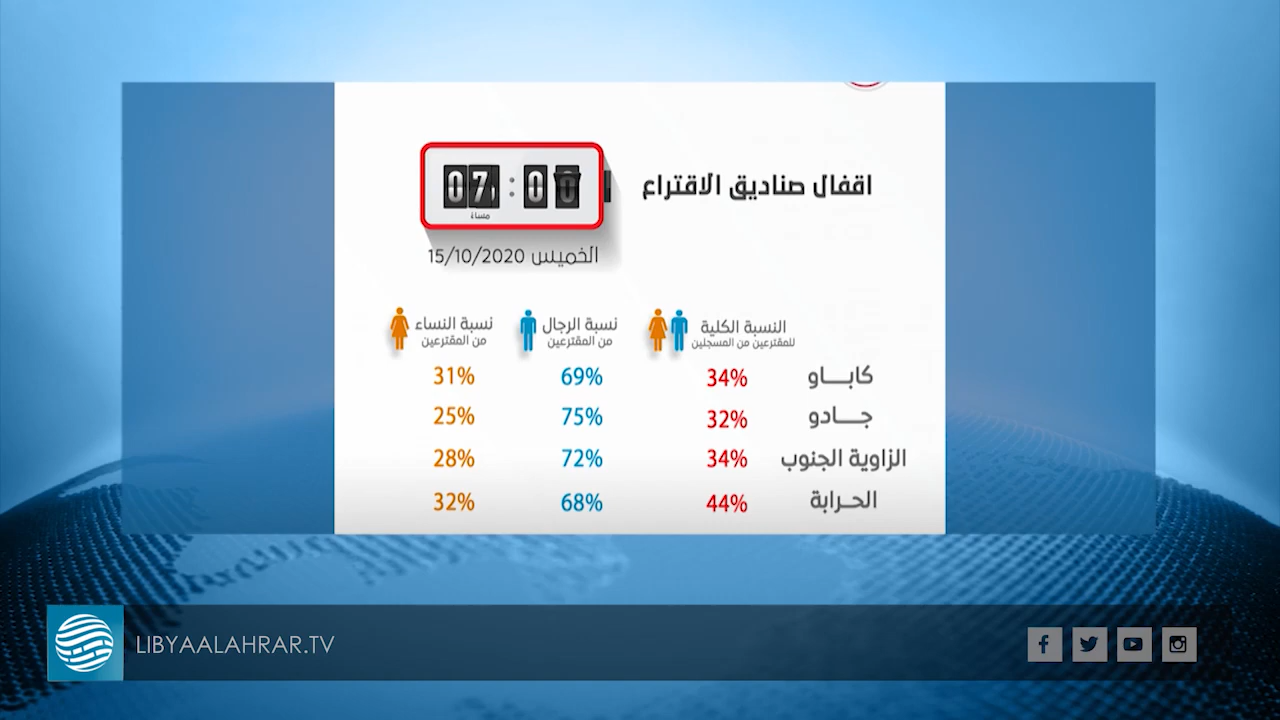 اقفال صناديق الاقتراع
07:00
مساءً
الخميس 15/10/2020
النسبة الكلية للمقترعين من المسجلين
نسبة الرجال من المقترعين
نسبة النساء من المقترعين
كابـــاو 34% 69% 31%
جـــادو 32% 75% 25%
الزاوية الجنوب 34% 72% 28%
الحـرابة 44% 68% 32%
LIBYAALAHRAR.TV